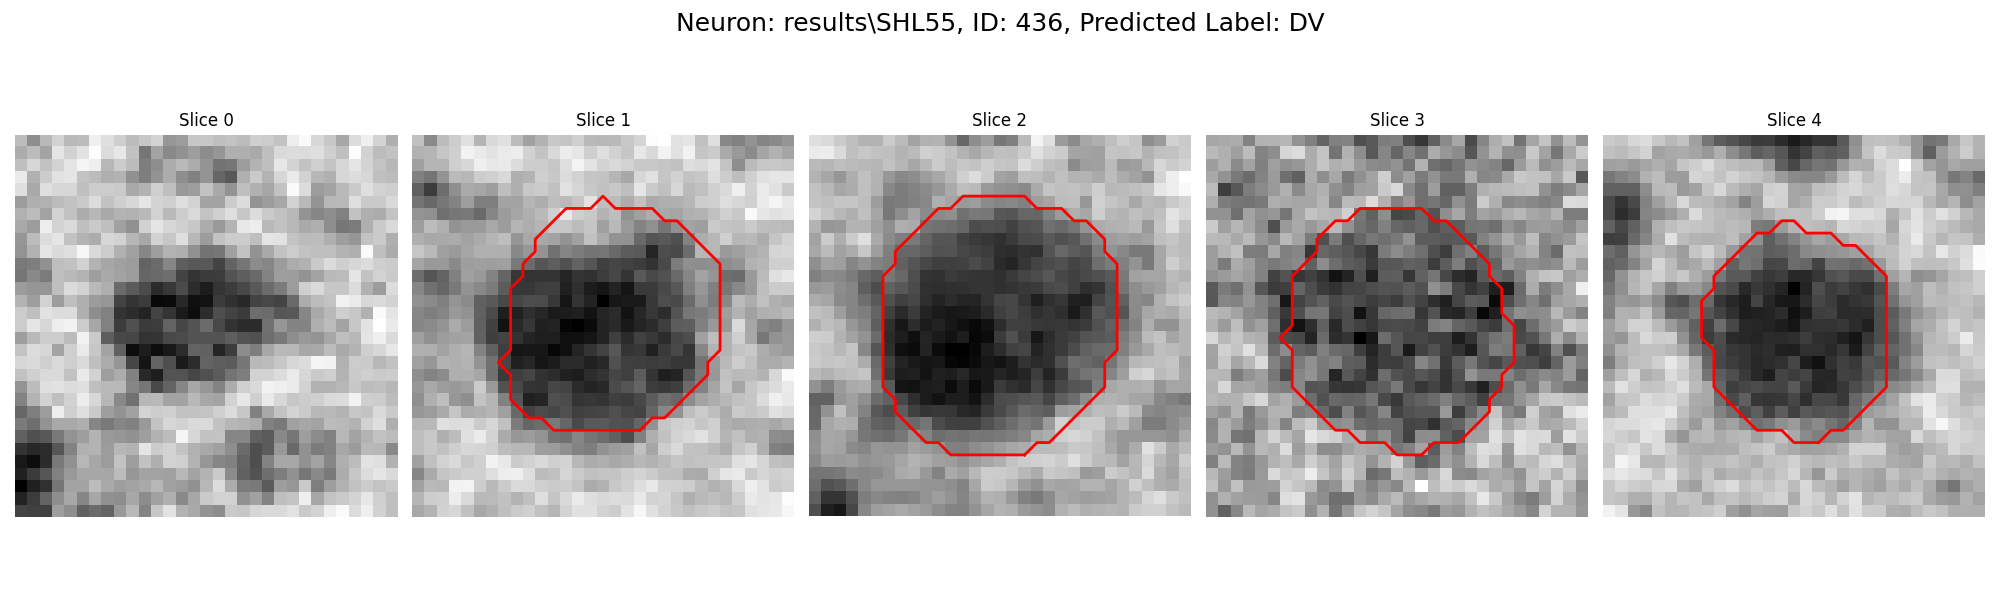 Neuron: results\SHL55, ID: 436, Predicted Label: DV
Slice 0
Slice 1
Slice 2
Slice 3
Slice 4